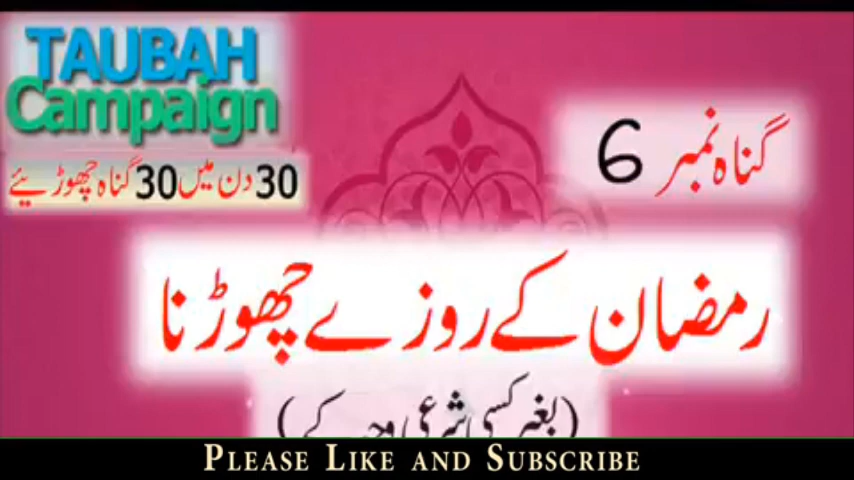 TAUBAH
Campaign
30 دن میں 30 گناہ چھوڑیئے
گناہ نمبر 6
رمضان کے روزے چھوڑنا
(بغیر کسی شرعی وجہ کے)
PLEASE LIKE AND SUBSCRIBE